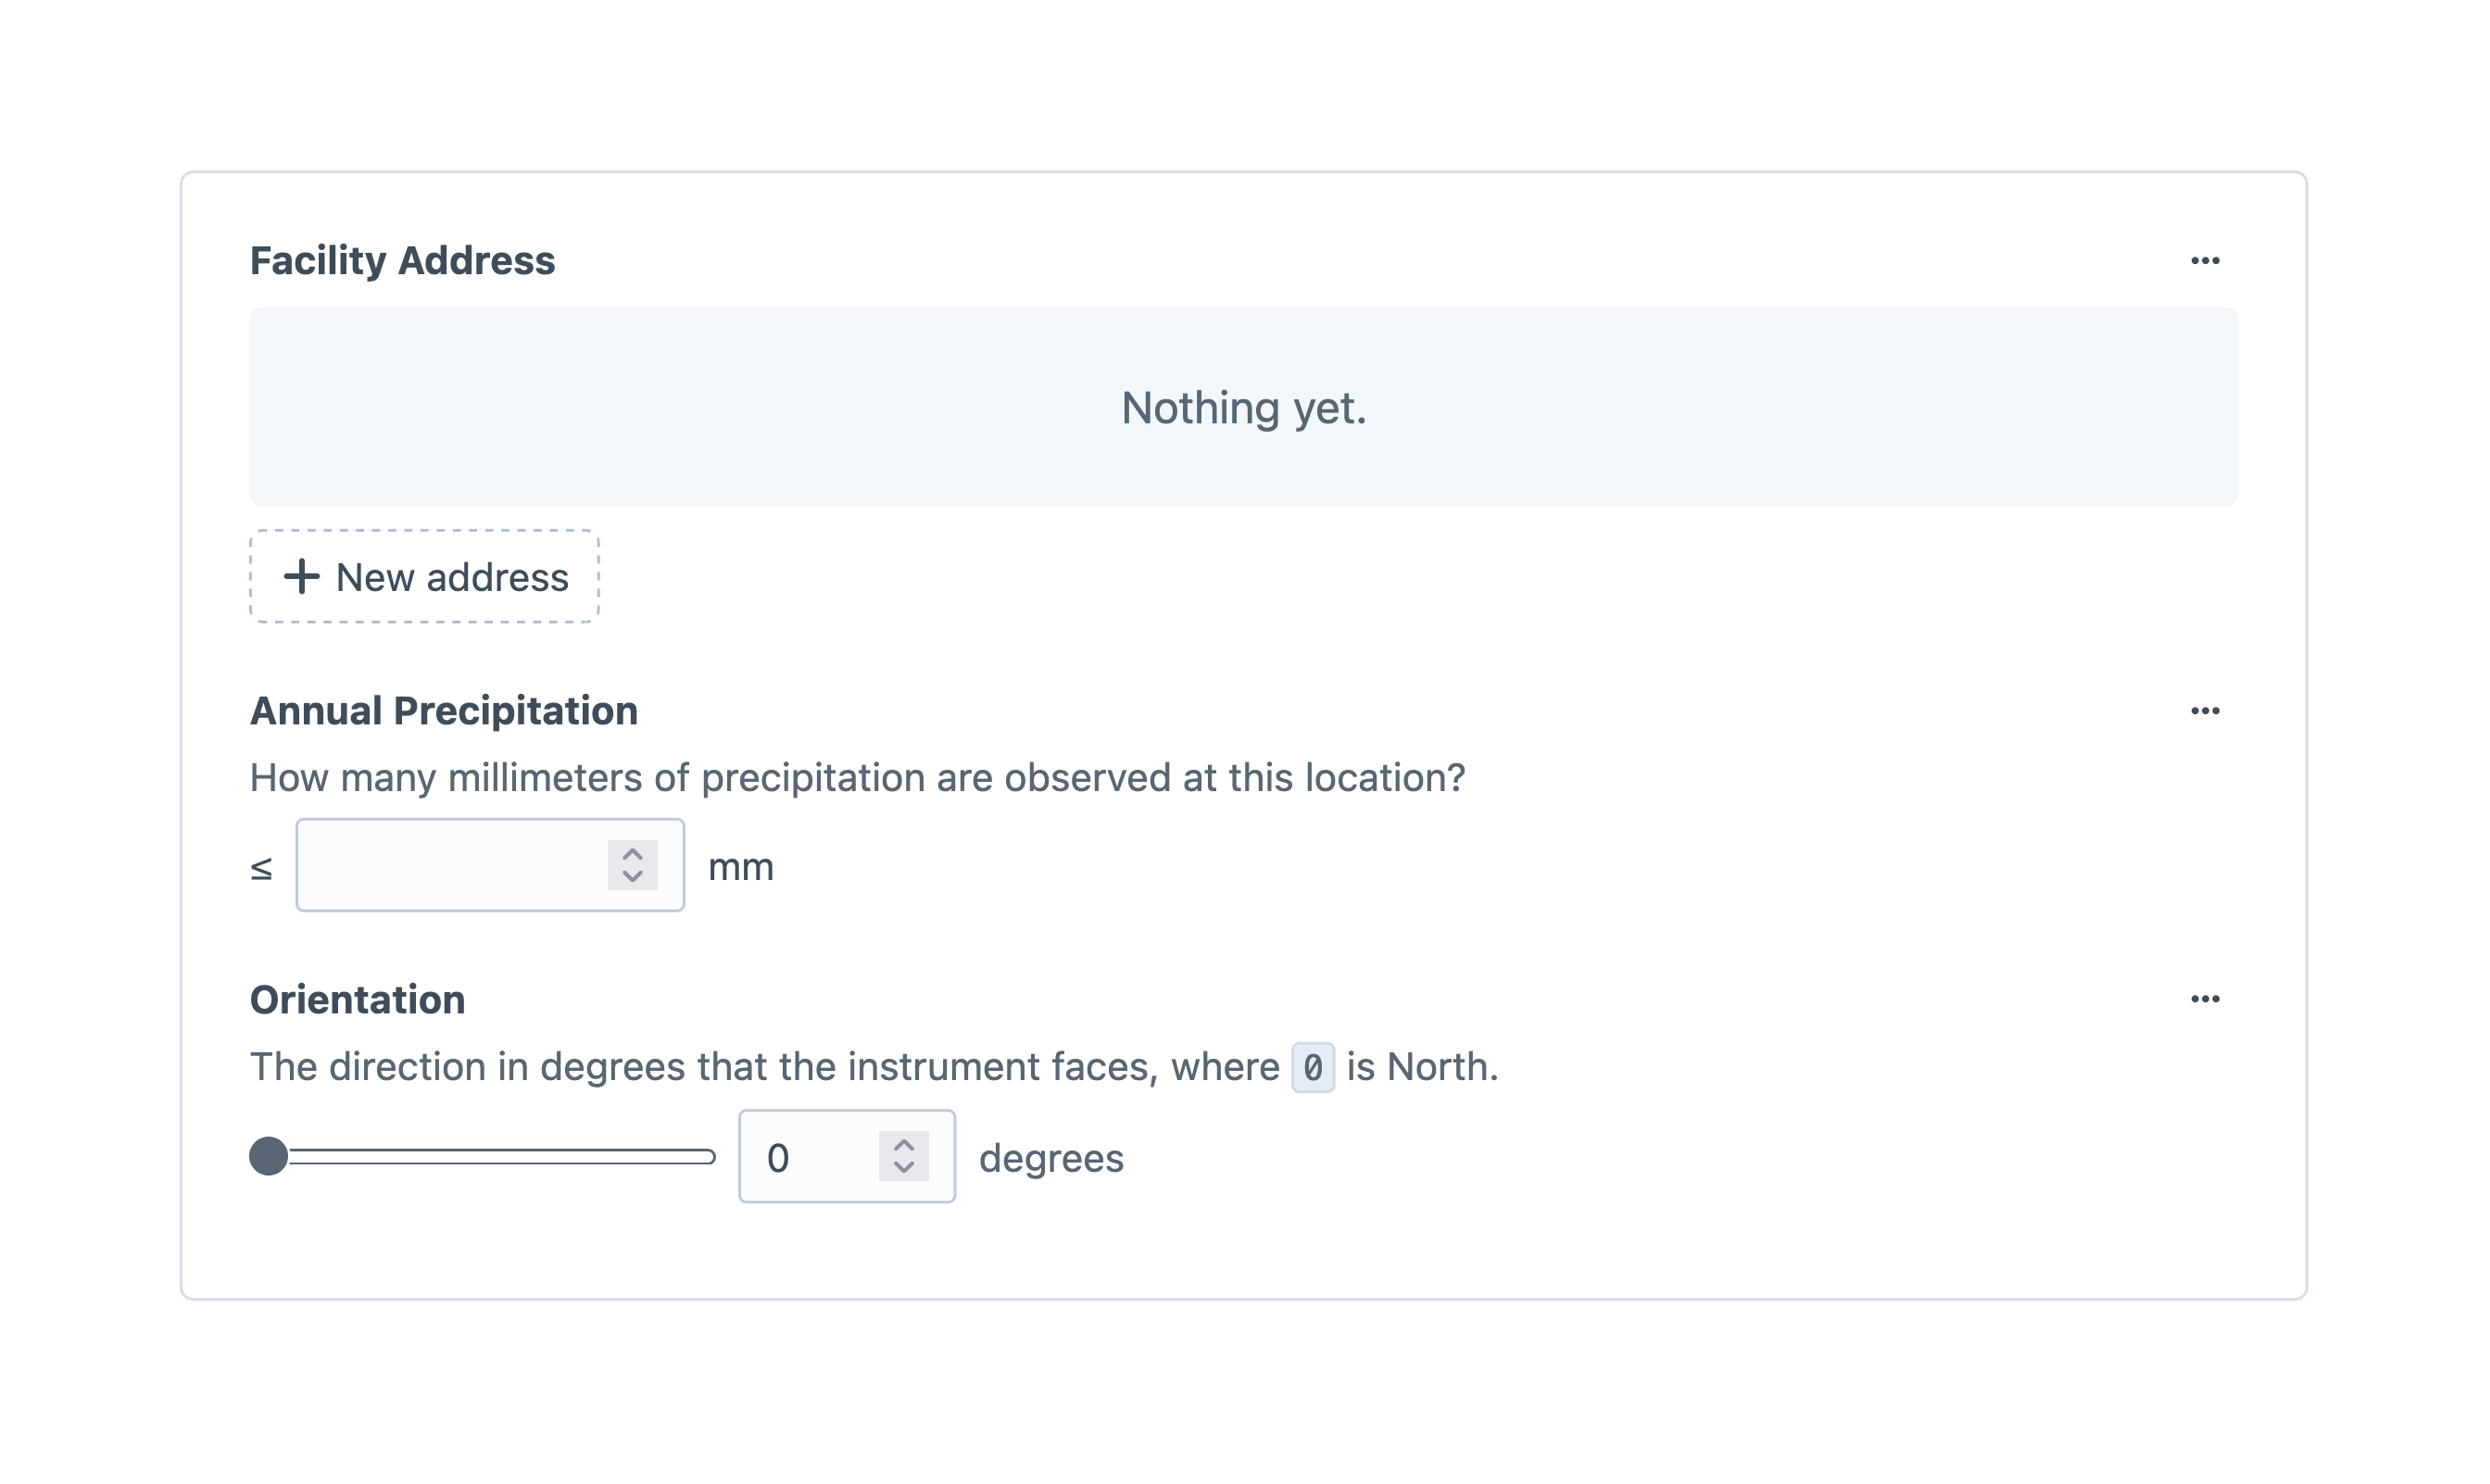 Facility Address
Nothing yet.
New address
Annual Precipitation
How many millimeters of precipitation are observed at this location?
≤ mm
Orientation
The direction in degrees that the instrument faces, where 0 is North.
0 degrees